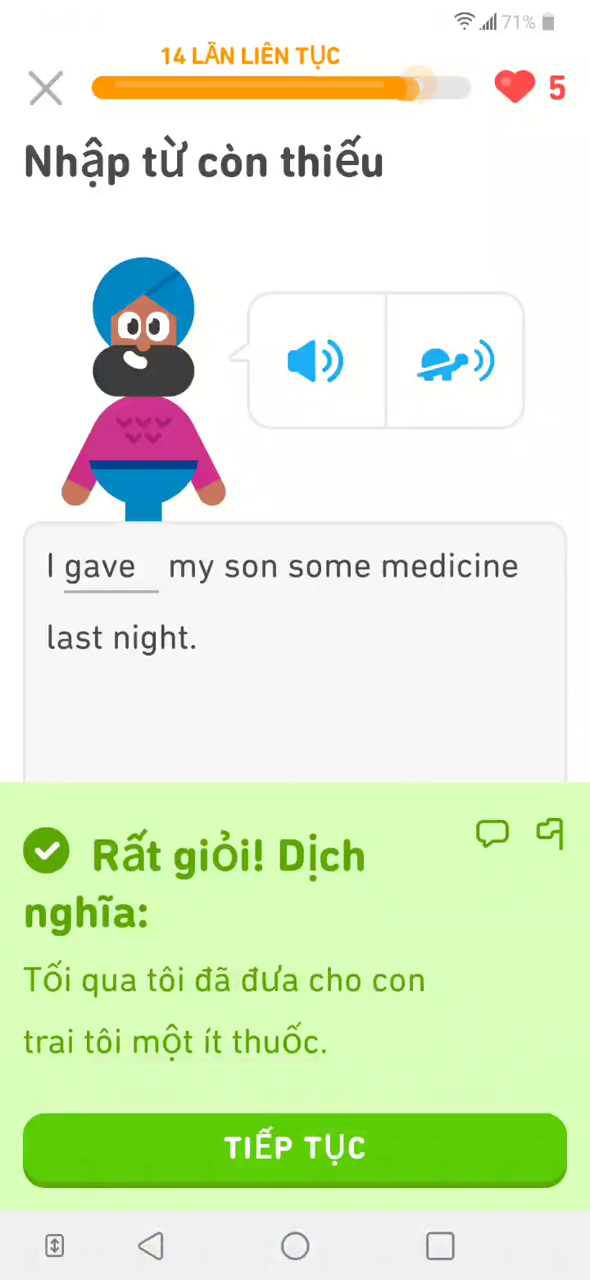 71%
14 LẦN LIÊN TỤC
5
Nhập từ còn thiếu
I gave my son some medicine
last night.
Rất giỏi! Dịch
nghĩa:
Tối qua tôi đã đưa cho con
trai tôi một ít thuốc.
TIẾP TỤC